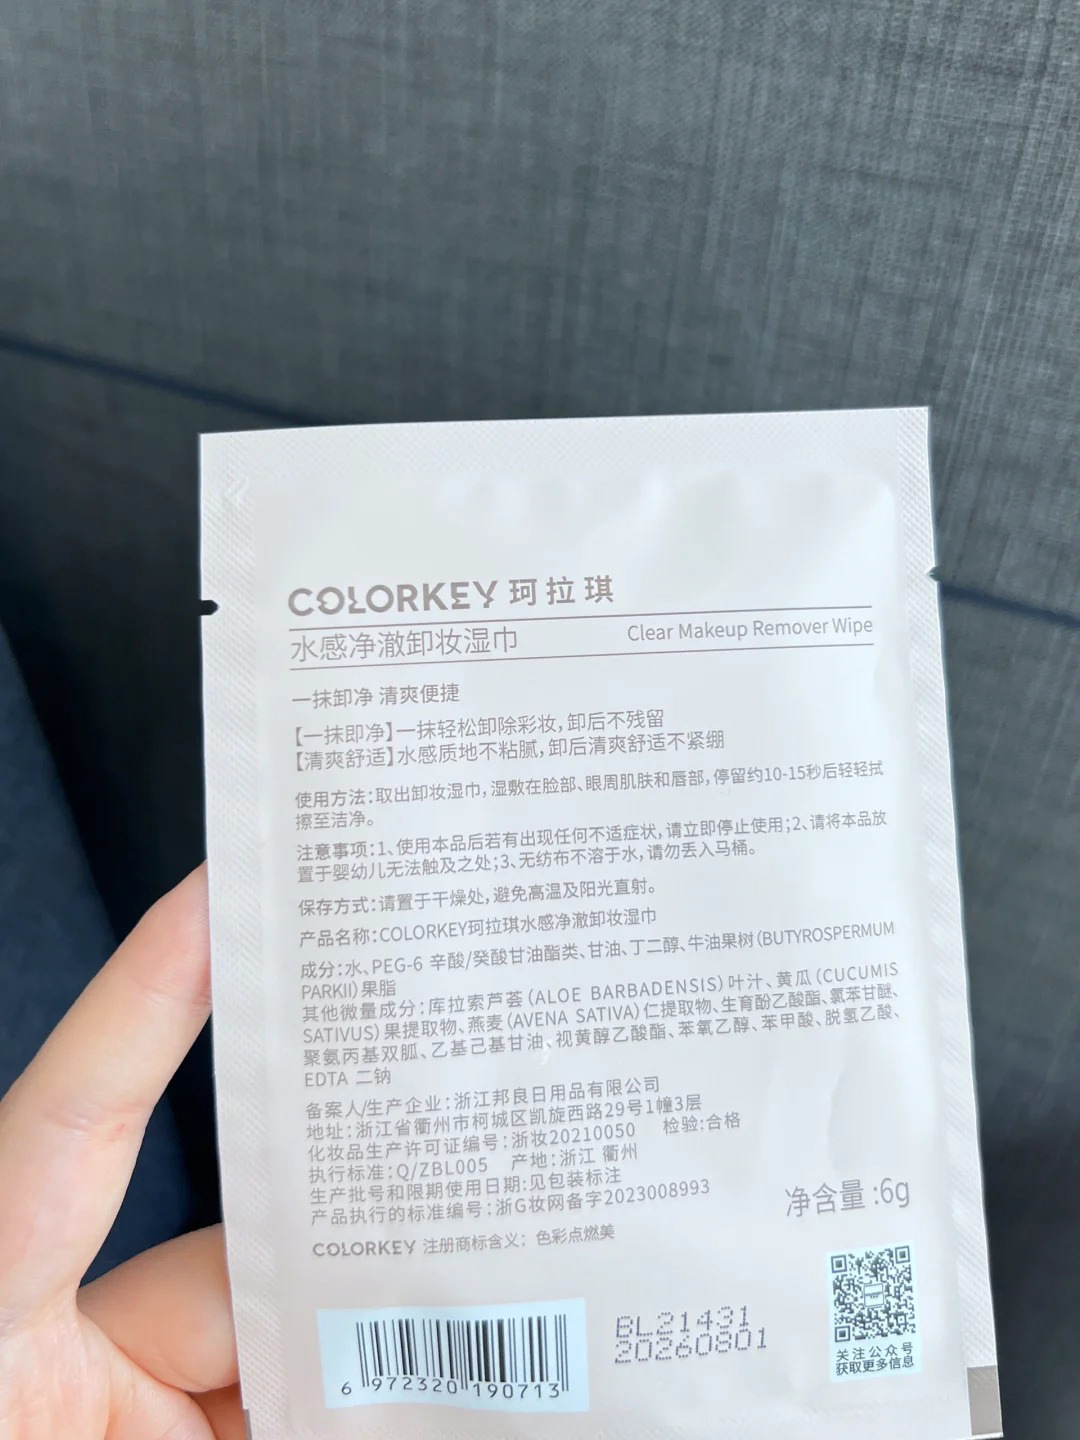 COLORKEY 珂拉琪
水感净澈卸妆湿巾 Clear Makeup Remover Wipe
一抹卸净 清爽便捷
【一抹即净】一抹轻松卸除彩妆,卸后不残留
【清爽舒适】水感质地不粘腻,卸后清爽舒适不紧绷
使用方法:取出卸妆湿巾,湿敷在脸部、眼周肌肤和唇部,停留约10-15秒后轻轻拭
擦至洁净。
注意事项:1、使用本品后若有出现任何不适症状,请立即停止使用;2、请将本品放
置于婴幼儿无法触及之处;3、无纺布不溶于水,请勿丢入马桶。
保存方式:请置于干燥处,避免高温及阳光直射。
产品名称:COLORKEY珂拉琪水感净澈卸妆湿巾
成分:水、PEG-6 辛酸/癸酸甘油酯类、甘油、丁二醇、牛油果树(BUTYROSPERMUM
PARKII)果脂
其他微量成分:库拉索芦荟(ALOE BARBADENSIS)叶汁、黄瓜(CUCUMIS
SATIVUS)果提取物、燕麦(AVENA SATIVA)仁提取物、生育酚乙酸酯、氯苯甘醚、
聚氨丙基双胍、乙基己基甘油、视黄醇乙酸酯、苯氧乙醇、苯甲酸、脱氢乙酸、
EDTA 二钠
备案人/生产企业:浙江邦良日用品有限公司
地址:浙江省衢州市柯城区凯旋西路29号1幢3层
化妆品生产许可证编号:浙妆20210050 检验:合格
执行标准:Q/ZBL005 产地:浙江 衢州
生产批号和限期使用日期:见包装标注
产品执行的标准编号:浙G妆网备字2023008993
净含量:6g
COLORKEY 注册商标含义:色彩点燃美
6 972320 190713
BL21431
20260801
关注公众号
获取更多信息